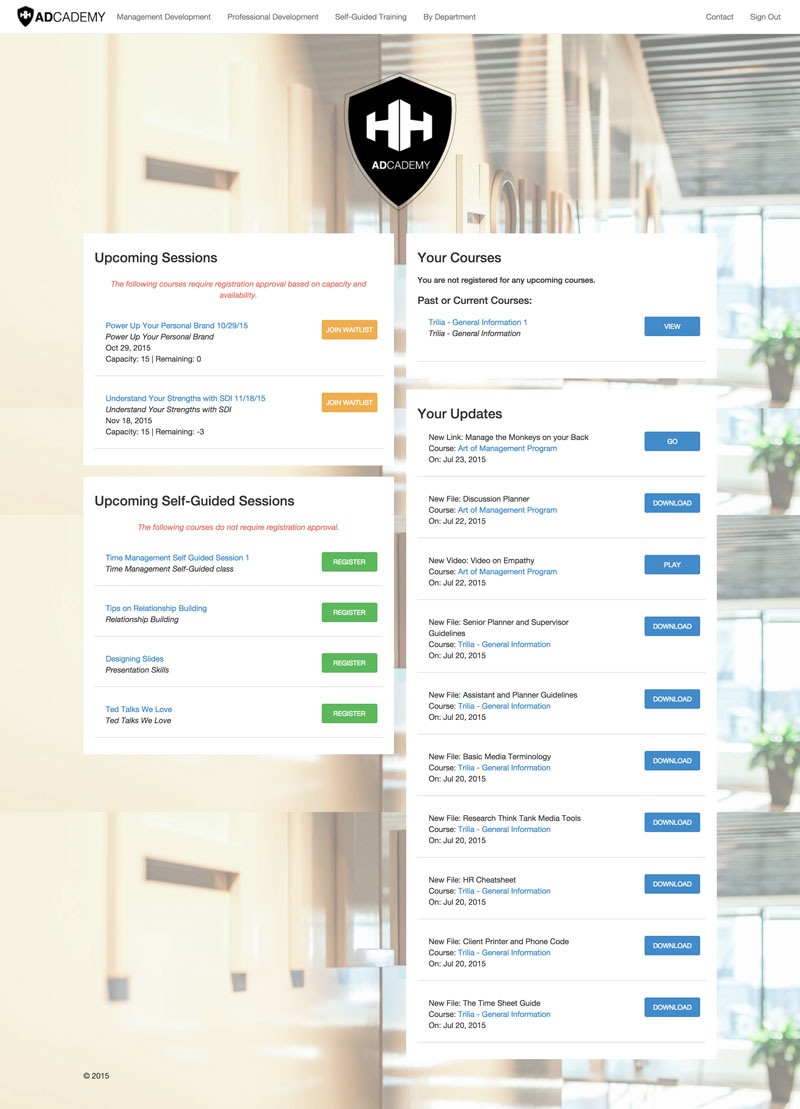 ADCADEMY
Management Development
Professional Development
Self-Guided Training
By Department
Contact
Sign Out
HH
ADCADEMY
Upcoming Sessions
The following courses require registration approval based on capacity and
availability.
Power Up Your Personal Brand 10/29/15
JOIN WAITLIST
Power Up Your Personal Brand
Oct 29, 2015
Capacity: 15 | Remaining: 0
Understand Your Strengths with SDI 11/18/15
JOIN WAITLIST
Understand Your Strengths with SDI
Nov 18, 2015
Capacity: 15 | Remaining: -3
Upcoming Self-Guided Sessions
The following courses do not require registration approval.
Time Management Self Guided Session 1
REGISTER
Time Management Self-Guided class
Tips on Relationship Building
REGISTER
Relationship Building
Designing Slides
REGISTER
Presentation Skills
Ted Talks We Love
REGISTER
Ted Talks We Love
Your Courses
You are not registered for any upcoming courses.
Past or Current Courses:
Trilia - General Information 1
VIEW
Trilia - General Information
Your Updates
New Link: Manage the Monkeys on your Back
GO
Course: Art of Management Program
On: Jul 23, 2015
New File: Discussion Planner
DOWNLOAD
Course: Art of Management Program
On: Jul 22, 2015
New Video: Video on Empathy
PLAY
Course: Art of Management Program
On: Jul 22, 2015
New File: Senior Planner and Supervisor
Guidelines
DOWNLOAD
Course: Trilia - General Information
On: Jul 20, 2015
New File: Assistant and Planner Guidelines
DOWNLOAD
Course: Trilia - General Information
On: Jul 20, 2015
New File: Basic Media Terminology
DOWNLOAD
Course: Trilia - General Information
On: Jul 20, 2015
New File: Research Think Tank Media Tools
DOWNLOAD
Course: Trilia - General Information
On: Jul 20, 2015
New File: HR Cheatsheet
DOWNLOAD
Course: Trilia - General Information
On: Jul 20, 2015
New File: Client Printer and Phone Code
DOWNLOAD
Course: Trilia - General Information
On: Jul 20, 2015
New File: The Time Sheet Guide
DOWNLOAD
Course: Trilia - General Information
On: Jul 20, 2015
© 2015